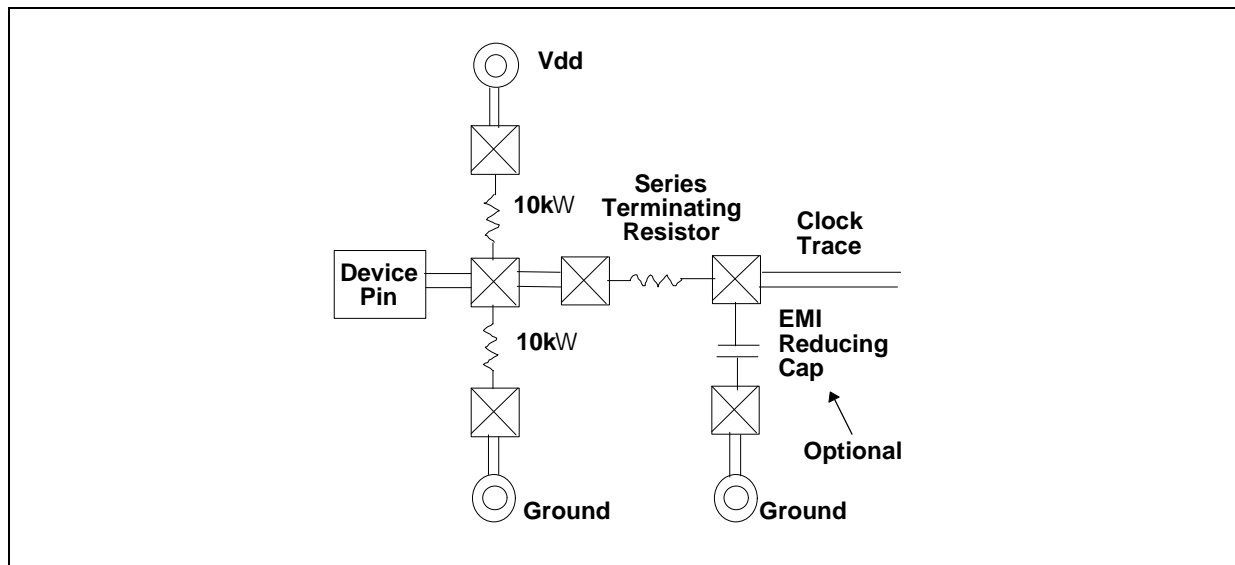 Vdd
10kW
Series
Terminating
Resistor
Clock
Trace
Device
Pin
10kW
EMI
Reducing
Cap
Optional
Ground
Ground